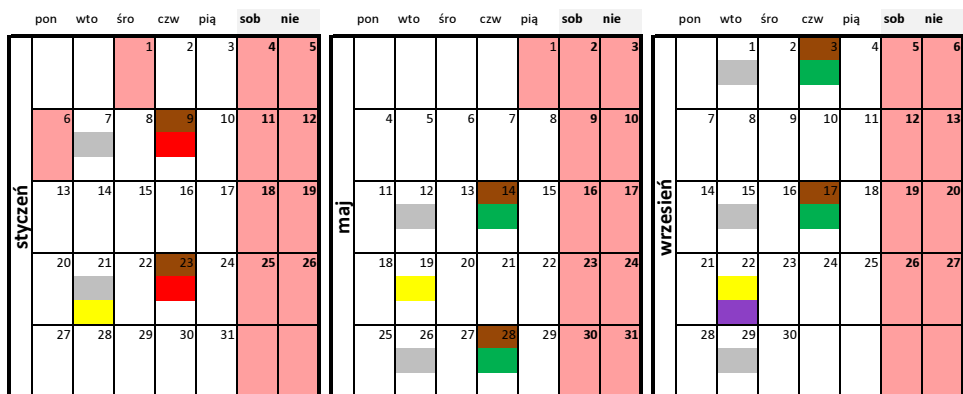 pon wto śro czw pią sob nie
styczeń
1 2 3 4 5
6 7 8 9 10 11 12
13 14 15 16 17 18 19
20 21 22 23 24 25 26
27 28 29 30 31
pon wto śro czw pią sob nie
maj
1 2 3
4 5 6 7 8 9 10
11 12 13 14 15 16 17
18 19 20 21 22 23 24
25 26 27 28 29 30 31
pon wto śro czw pią sob nie
wrzesień
1 2 3 4 5 6
7 8 9 10 11 12 13
14 15 16 17 18 19 20
21 22 23 24 25 26 27
28 29 30